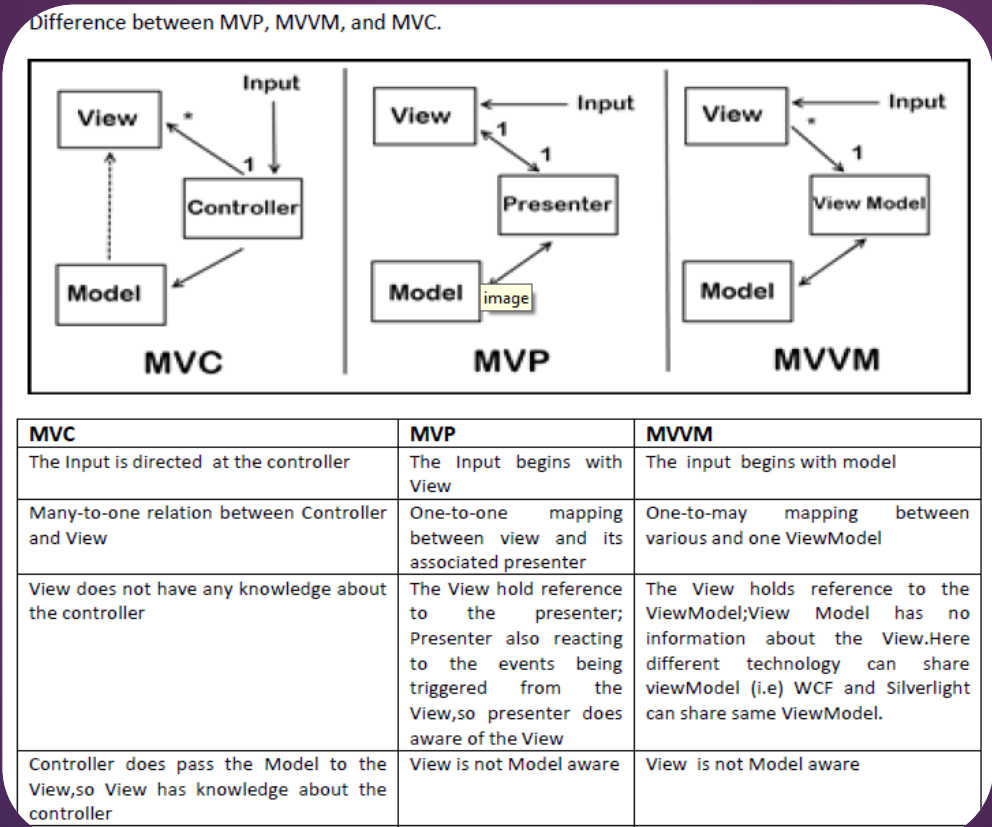 Difference between MVP, MVVM, and MVC.
Input
View
*
1
Controller
Model
MVC
View
Input
1
1
Presenter
Model
image
MVP
View
Input
*
1
View Model
Model
MVVM
MVC
MVP
MVVM
The Input is directed at the controller
The Input begins with
View
The input begins with model
Many-to-one relation between Controller
and View
One-to-one mapping
between view and its
associated presenter
One-to-may mapping between
various and one ViewModel
View does not have any knowledge about
the controller
The View hold reference
to the presenter;
Presenter also reacting
to the events being
triggered from the
View,so presenter does
aware of the View
The View holds reference to the
ViewModel;View Model has no
information about the View.Here
different technology can share
viewModel (i.e) WCF and Silverlight
can share same ViewModel.
Controller does pass the Model to the
View,so View has knowledge about the
controller
View is not Model aware
View is not Model aware